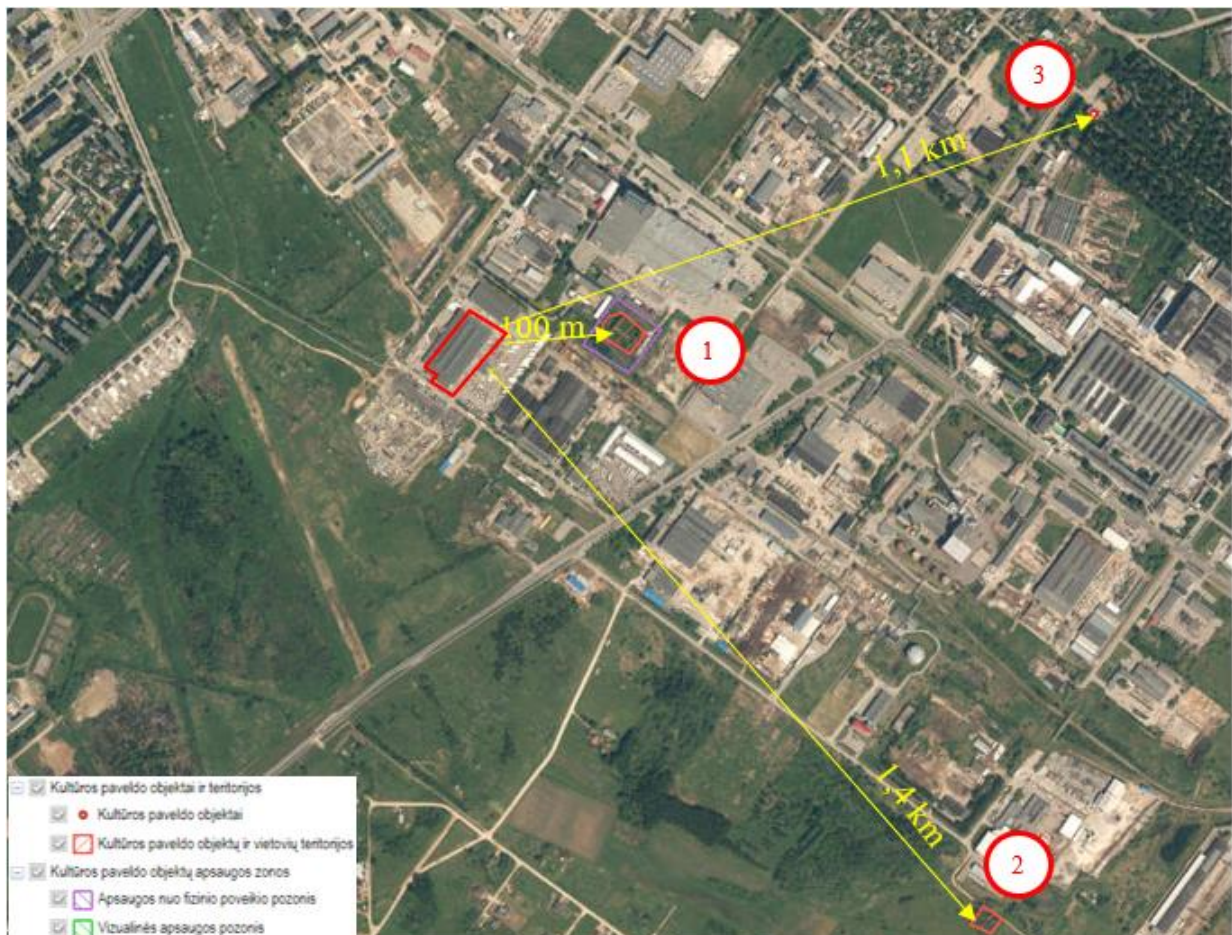 3
1,1 km
100 m
1
1,4 km
2
Kultūros paveldo objektai ir teritorijos
Kultūros paveldo objektai
Kultūros paveldo objektų ir vietovių teritorijos
Kultūros paveldo objektų apsaugos zonos
Apsaugos nuo fizinio poveikio pozonis
Vizualinės apsaugos pozonis